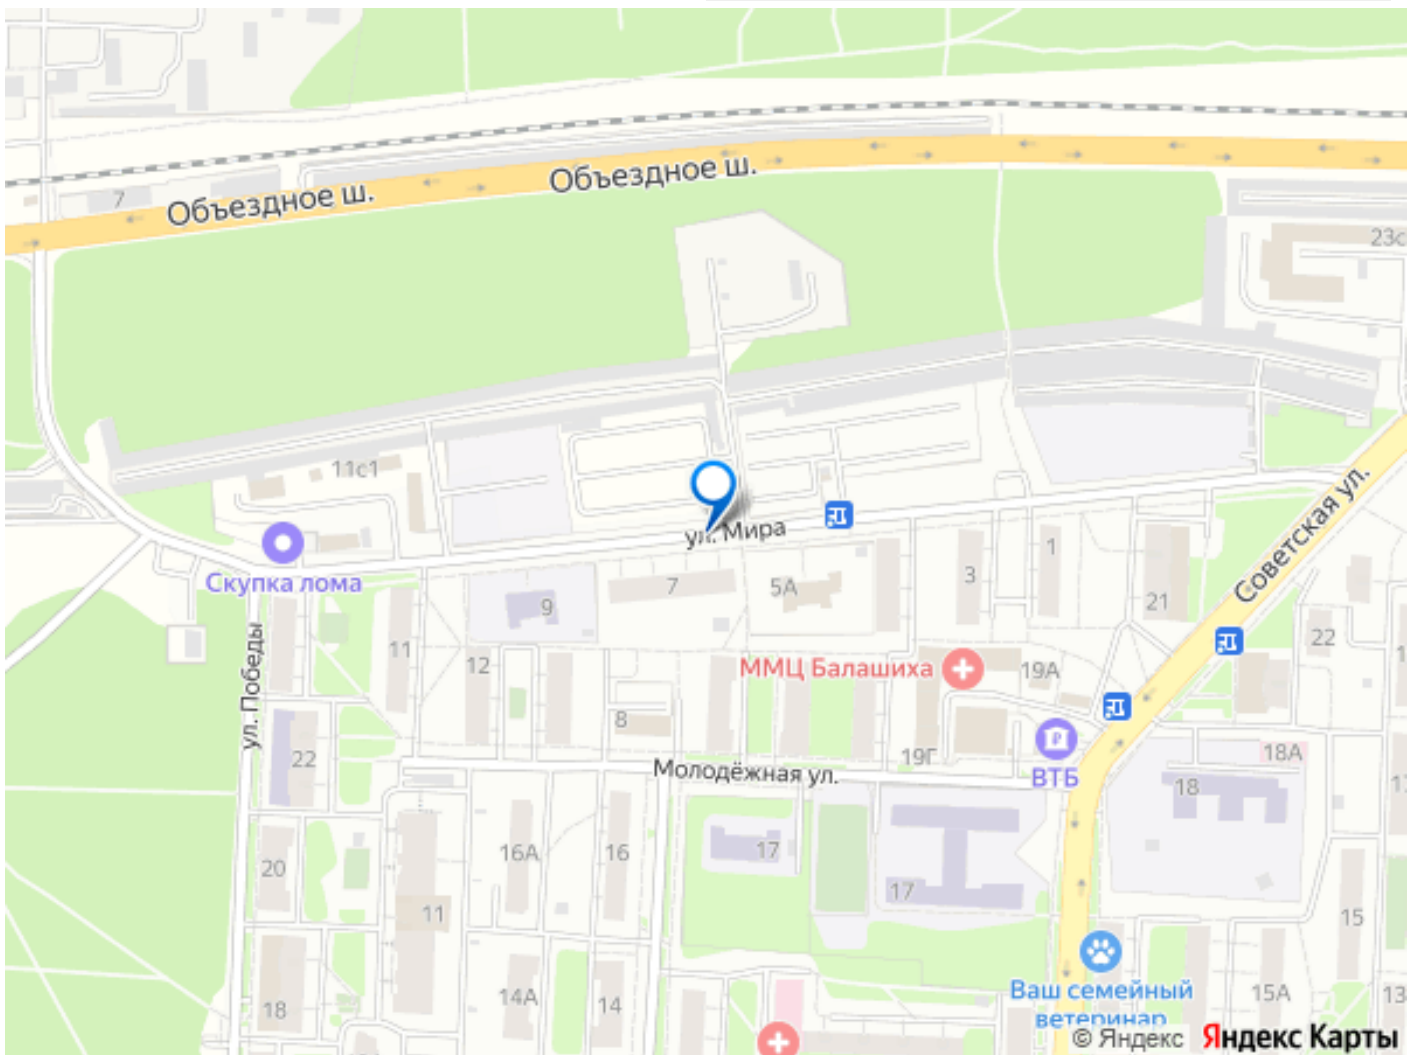 7
Объездное ш.
Объездное ш.
23с
11с1
ул. Мира
Скупка лома
Советская ул.
9
7
5А
3
1
21
22
ул. Победы
11
12
ММЦ Балашиха
19А
8
22
19Г
ВТБ
18А
Молодёжная ул.
18
20
16А
16
17
17
11
15
18
14А
14
Ваш семейный
ветеринар
15А
13
© Яндекс
Яндекс Карты